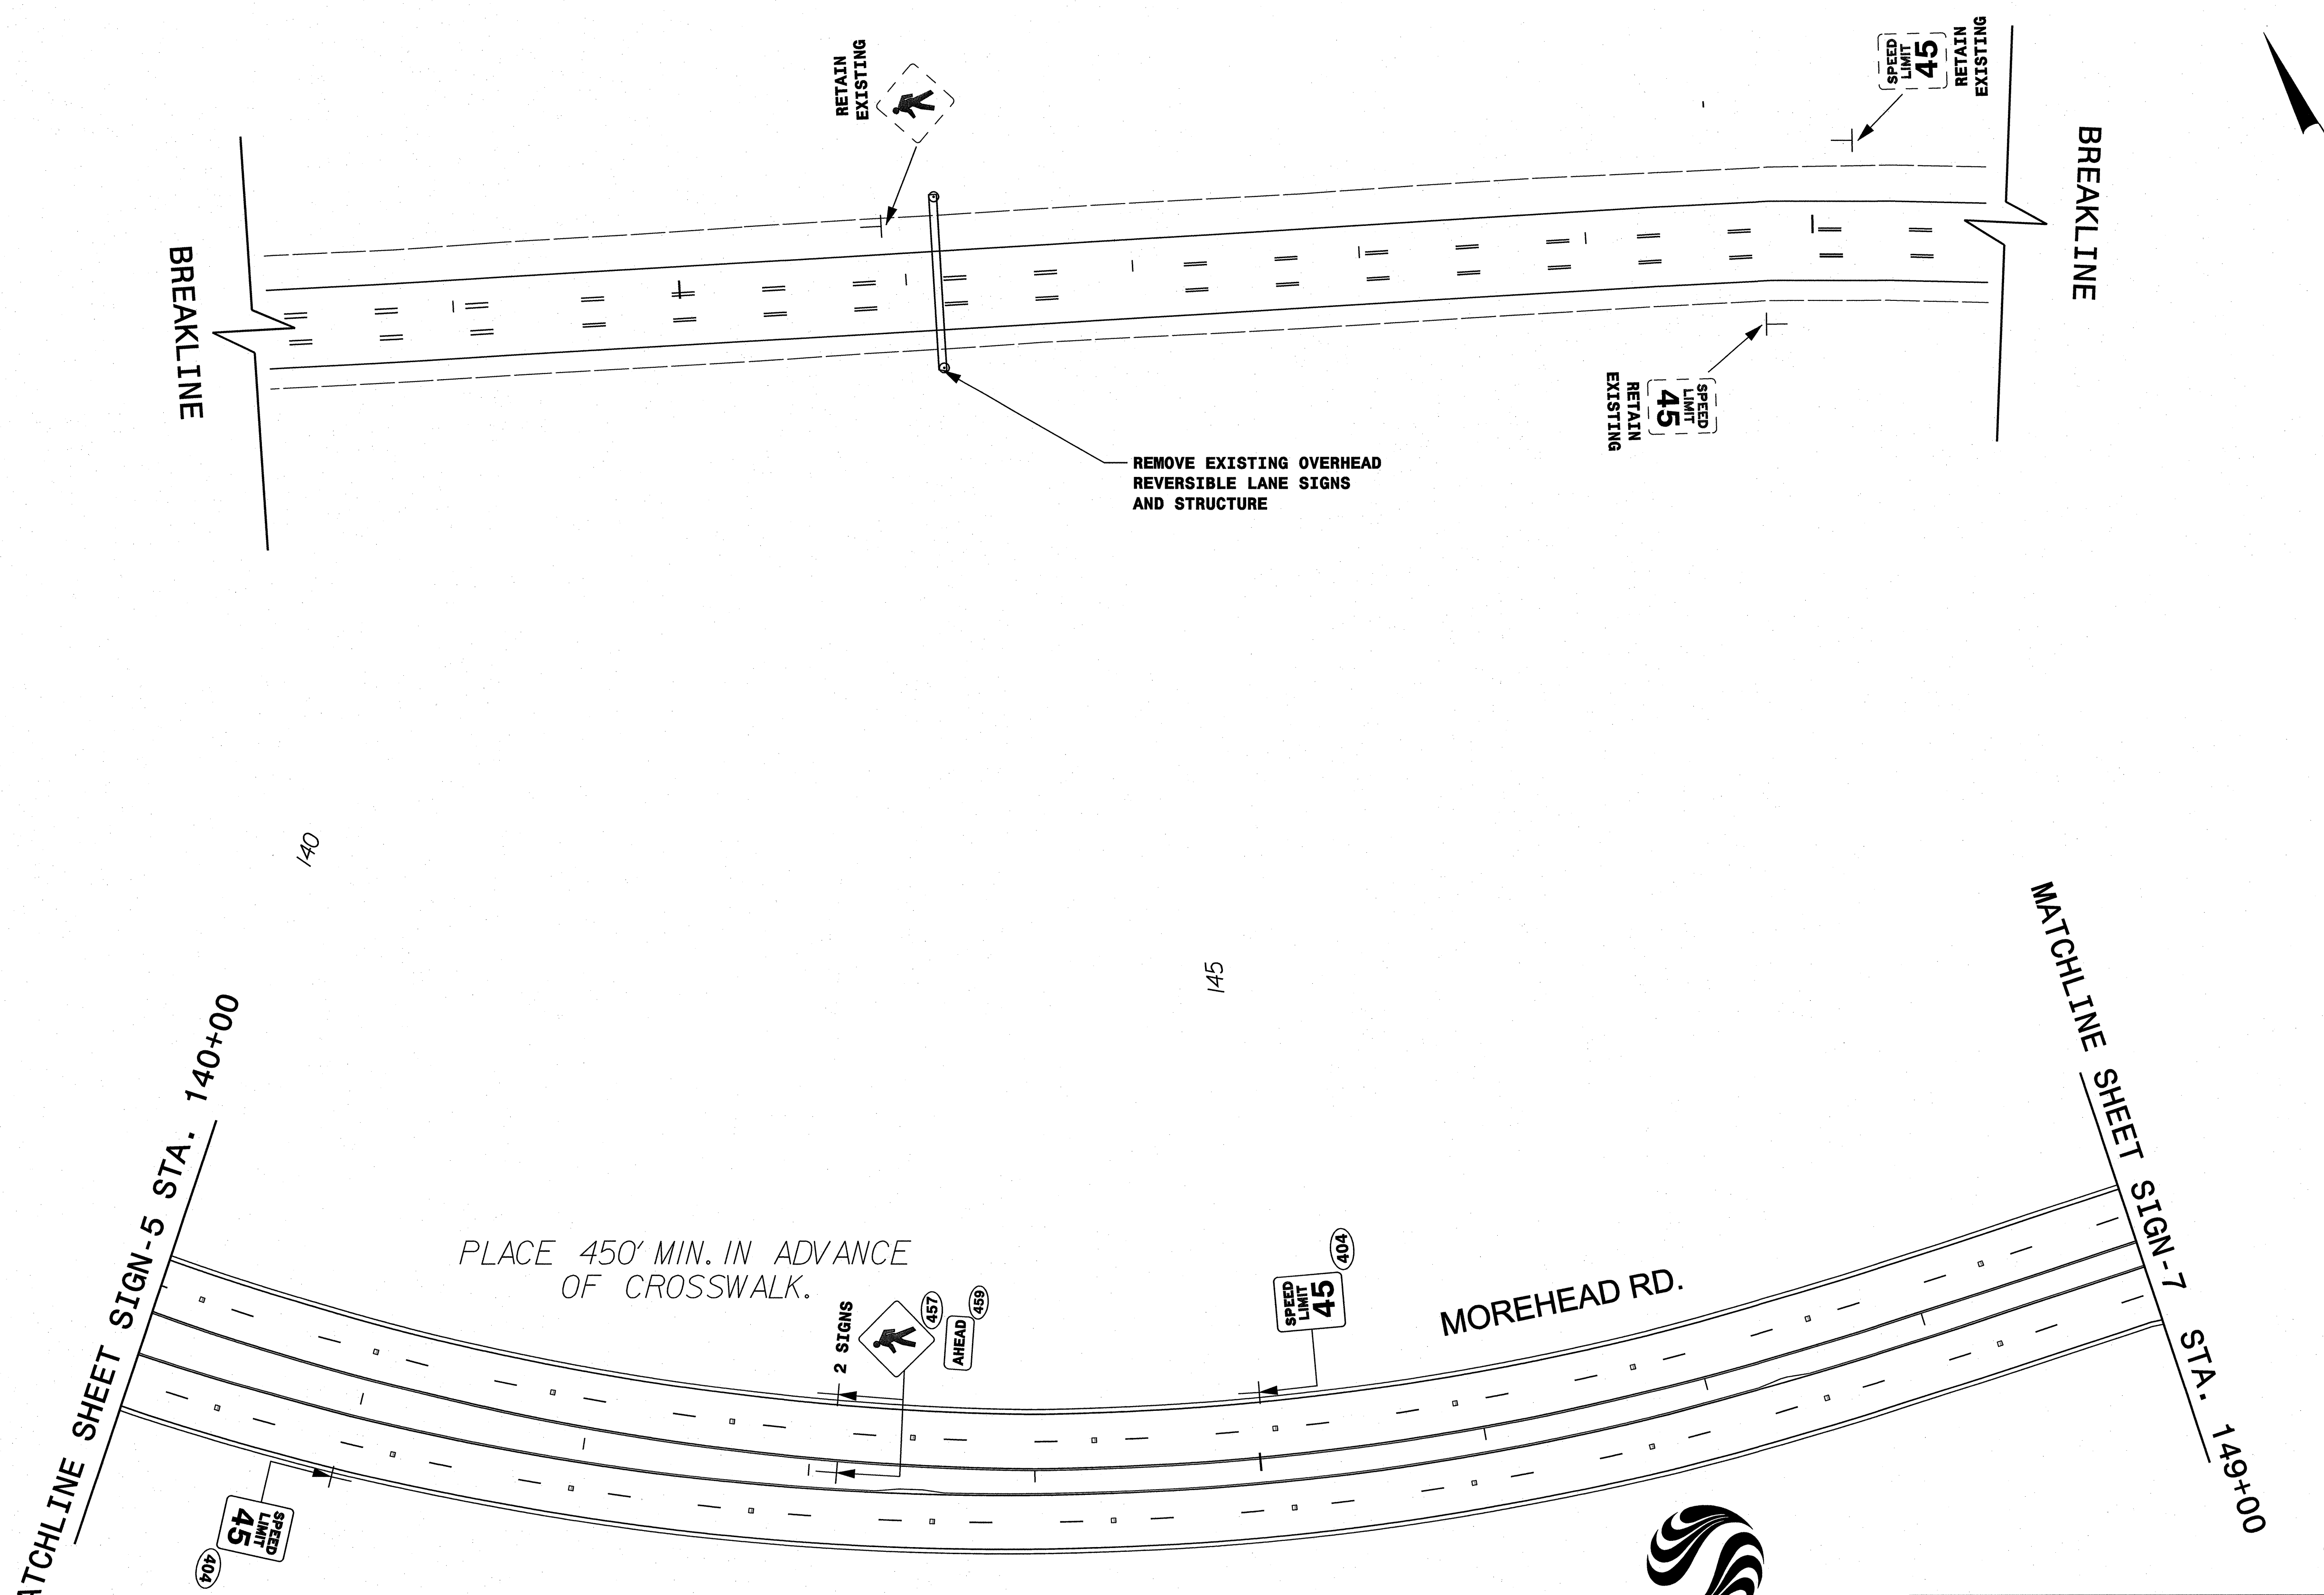 RETAIN
EXISTING
SPEED
LIMIT
45
RETAIN
EXISTING
BREAKLINE
BREAKLINE
RETAIN
EXISTING
SPEED
LIMIT
45
REMOVE EXISTING OVERHEAD
REVERSIBLE LANE SIGNS
AND STRUCTURE
140
145
MATCHLINE SHEET SIGN-5 STA. 140+00
MATCHLINE SHEET SIGN-7 STA. 149+00
PLACE 450' MIN. IN ADVANCE
OF CROSSWALK.
2 SIGNS
457
AHEAD
459
SPEED
LIMIT
45
404
MOREHEAD RD.
SPEED
LIMIT
45
404